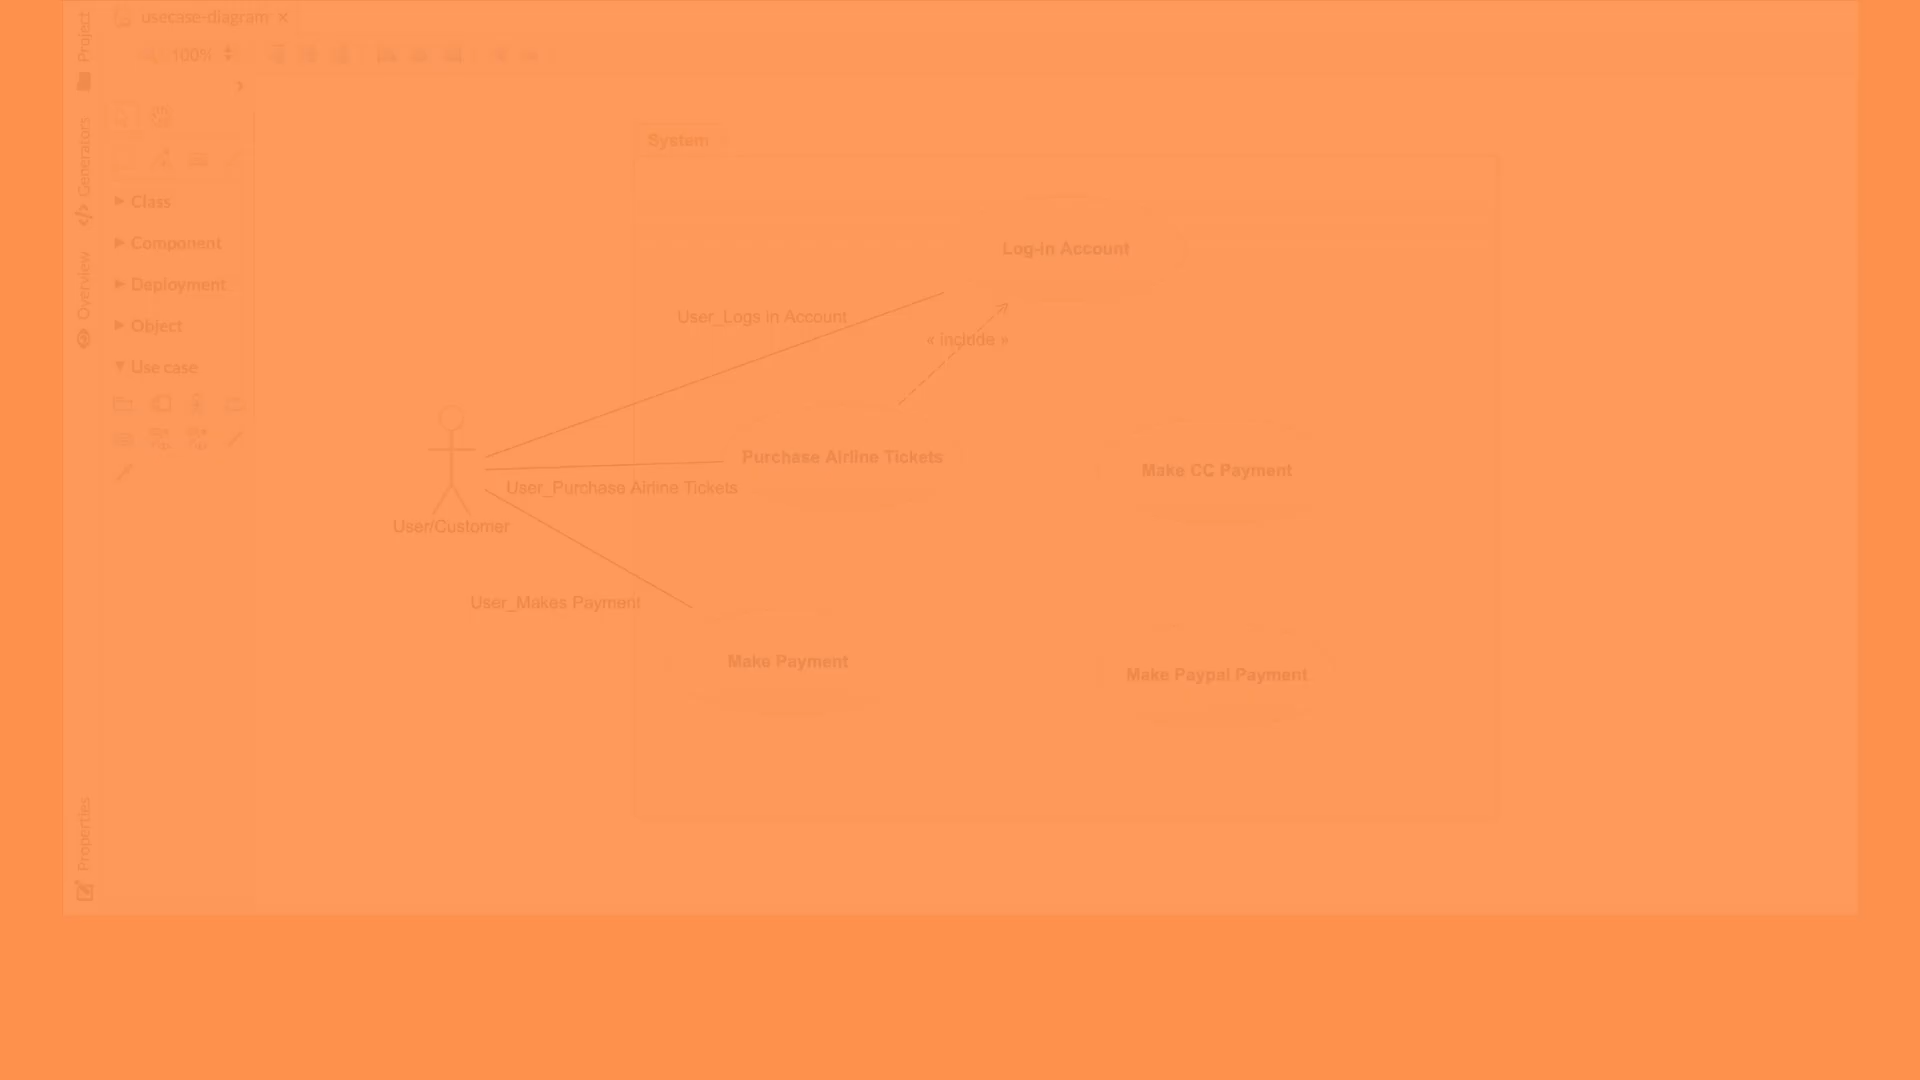 Project
Generators
Overview
Properties
usecase-diagram ×
100%
Class
Component
Deployment
Object
Use case
System
Log-in Account
User_Logs in Account
« include »
Purchase Airline Tickets
Make CC Payment
User_Purchase Airline Tickets
User/Customer
User_Makes Payment
Make Payment
Make Paypal Payment